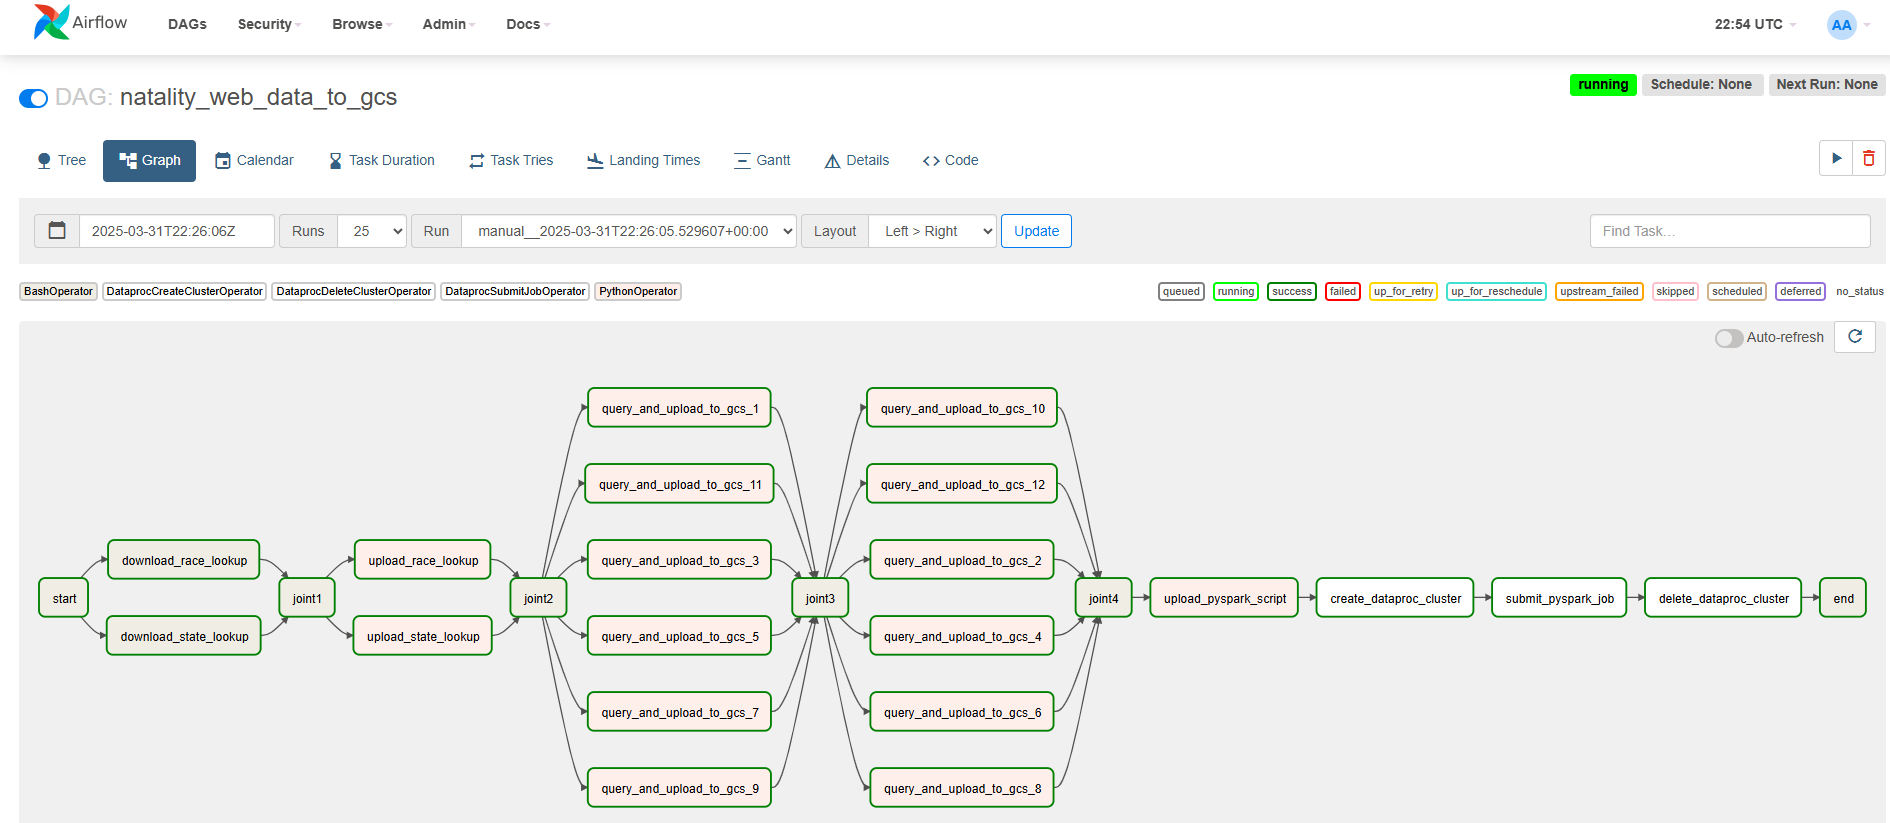 Airflow DAGs Security Browse Admin Docs 22:54 UTC AA
DAG: natality_web_data_to_gcs running Schedule: None Next Run: None
Tree Graph Calendar Task Duration Task Tries Landing Times Gantt Details Code
2025-03-31T22:26:06Z Runs 25 Run manual__2025-03-31T22:26:05.529607+00:00 Layout Left > Right Update Find Task...
BashOperator DataprocCreateClusterOperator DataprocDeleteClusterOperator DataprocSubmitJobOperator PythonOperator queued running success failed up_for_retry up_for_reschedule upstream_failed skipped scheduled deferred no_status
Auto-refresh
query_and_upload_to_gcs_1 query_and_upload_to_gcs_10
query_and_upload_to_gcs_11 query_and_upload_to_gcs_12
download_race_lookup upload_race_lookup query_and_upload_to_gcs_3 query_and_upload_to_gcs_2
start joint1 joint2 joint3 joint4 upload_pyspark_script create_dataproc_cluster submit_pyspark_job delete_dataproc_cluster end
download_state_lookup upload_state_lookup query_and_upload_to_gcs_5 query_and_upload_to_gcs_4
query_and_upload_to_gcs_7 query_and_upload_to_gcs_6
query_and_upload_to_gcs_9 query_and_upload_to_gcs_8